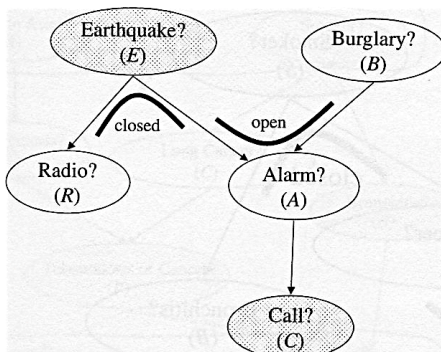 Earthquake?
(E)
Burglary?
(B)
closed
open
Radio?
(R)
Alarm?
(A)
Call?
(C)